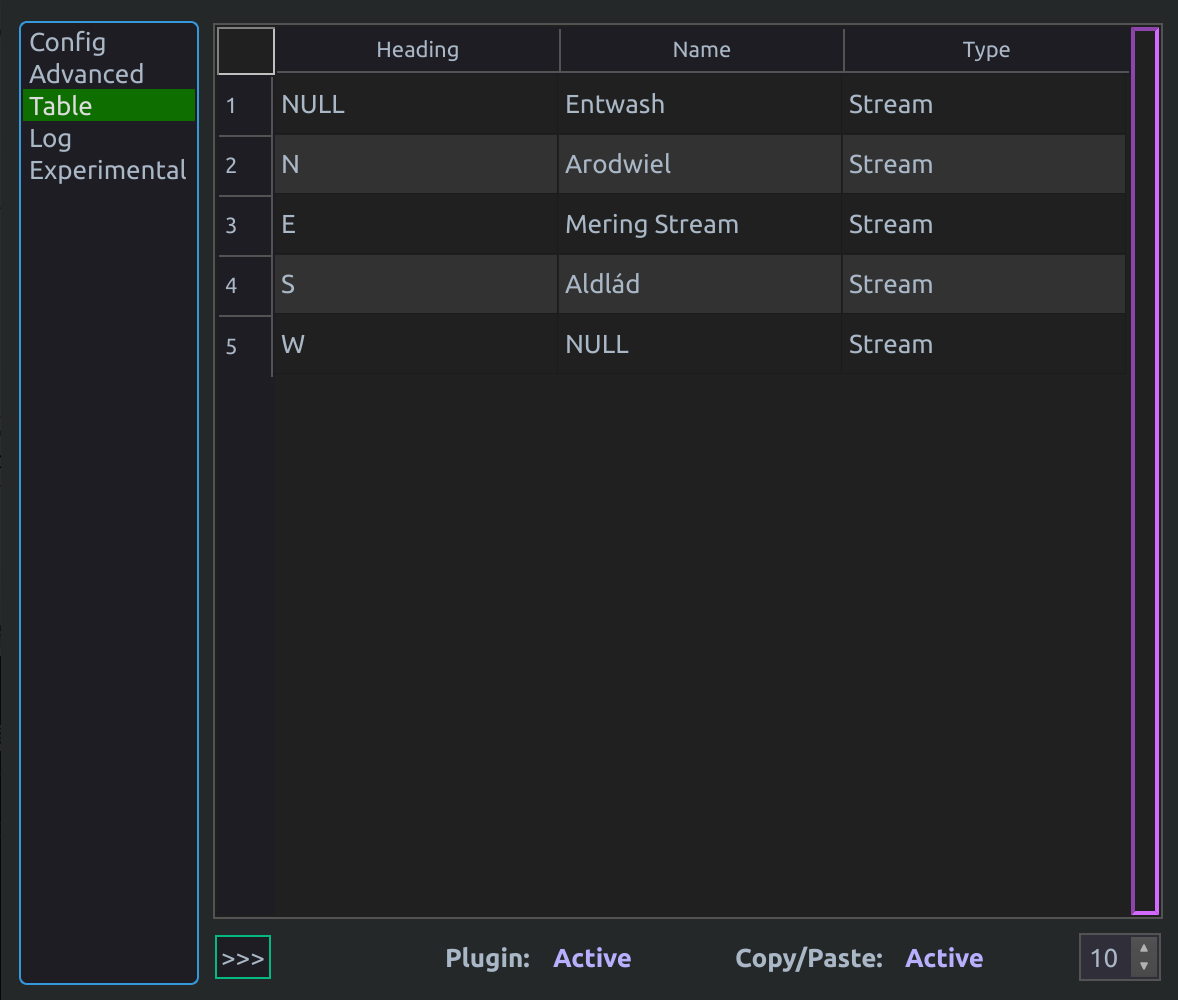 Config
Advanced
Table
Log
Experimental
Heading Name Type
1 NULL Entwash Stream
2 N Arodwiel Stream
3 E Mering Stream Stream
4 S Aldlád Stream
5 W NULL Stream
>>> Plugin: Active Copy/Paste: Active 10